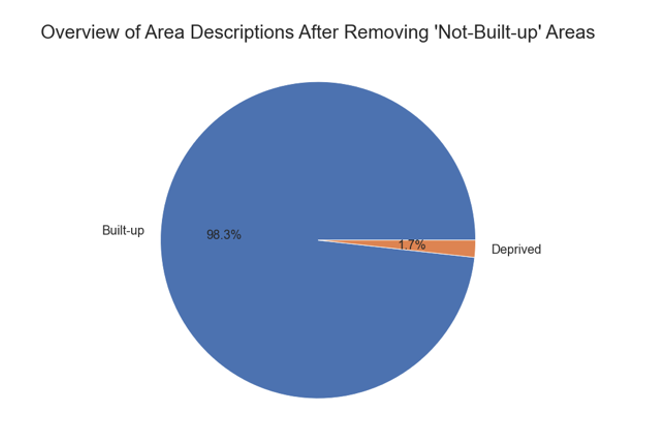 Overview of Area Descriptions After Removing 'Not-Built-up' Areas
Built-up
98.3%
1.7%
Deprived